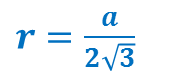 r = a / 2√3